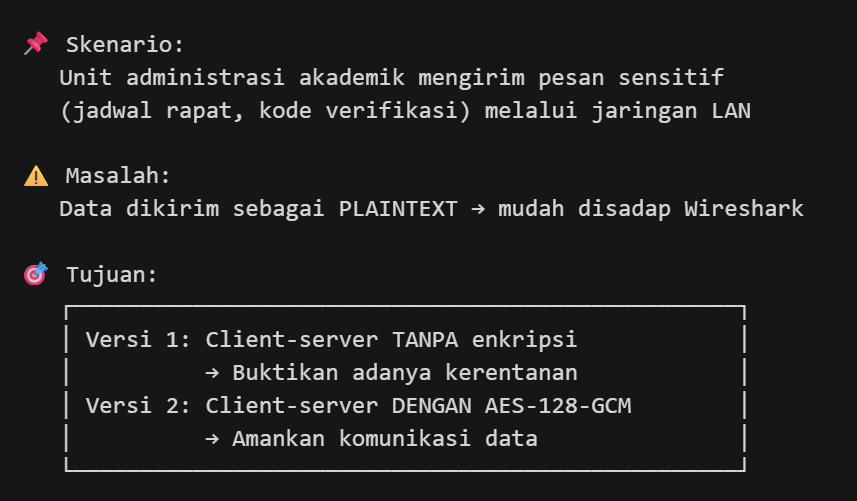 📌 Skenario:
Unit administrasi akademik mengirim pesan sensitif
(jadwal rapat, kode verifikasi) melalui jaringan LAN
⚠️ Masalah:
Data dikirim sebagai PLAINTEXT → mudah disadap Wireshark
🎯 Tujuan:
Versi 1: Client-server TANPA enkripsi
→ Buktikan adanya kerentanan
Versi 2: Client-server DENGAN AES-128-GCM
→ Amankan komunikasi data